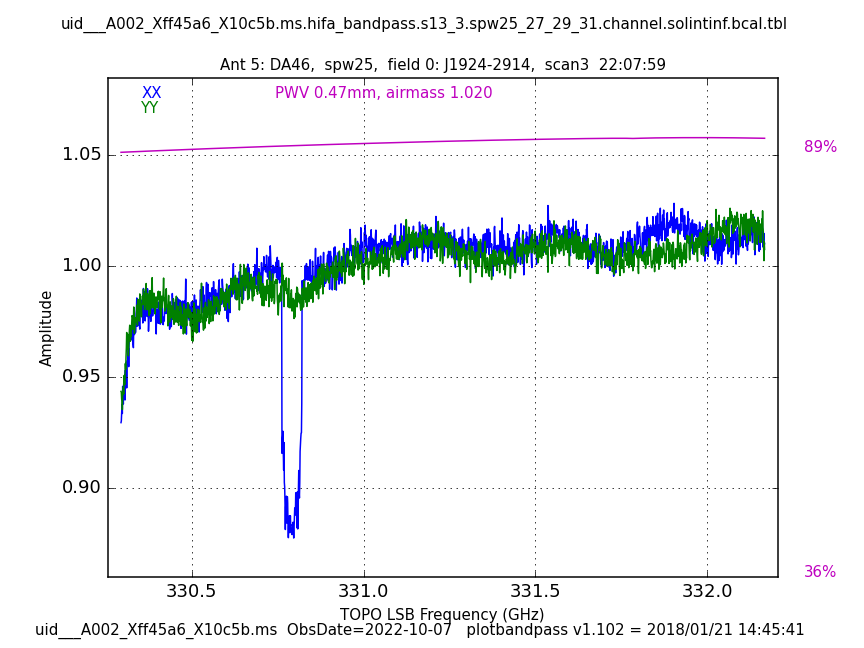 uid___A002_Xff45a6_X10c5b.ms.hifa_bandpass.s13_3.spw25_27_29_31.channel.solintinf.bcal.tbl
Ant 5: DA46,  spw25,  field 0: J1924-2914,  scan3  22:07:59
XX
PWV 0.47mm, airmass 1.020
YY
1.05
89%
1.00
Amplitude
0.95
0.90
36%
330.5
331.0
331.5
332.0
TOPO LSB Frequency (GHz)
uid___A002_Xff45a6_X10c5b.ms  ObsDate=2022-10-07   plotbandpass v1.102 = 2018/01/21 14:45:41